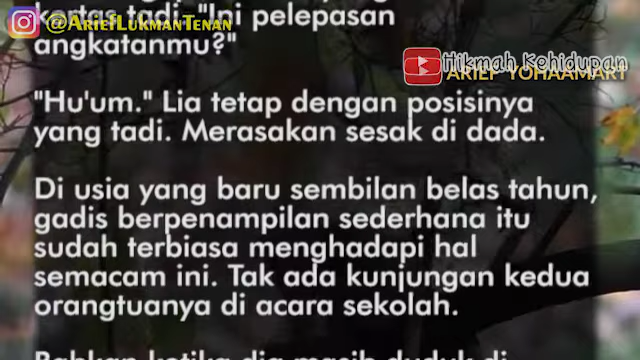 @AriefLukmanTenan
kertas tadi. "Ini pelepasan
angkatanmu?"
Hikmah Kehidupan
ARIEF YOHAAMART
"Hu'um." Lia tetap dengan posisinya
yang tadi. Merasakan sesak di dada.
Di usia yang baru sembilan belas tahun,
gadis berpenampilan sederhana itu
sudah terbiasa menghadapi hal
semacam ini. Tak ada kunjungan kedua
orangtuanya di acara sekolah.
Bahkan ketika dia masih duduk di